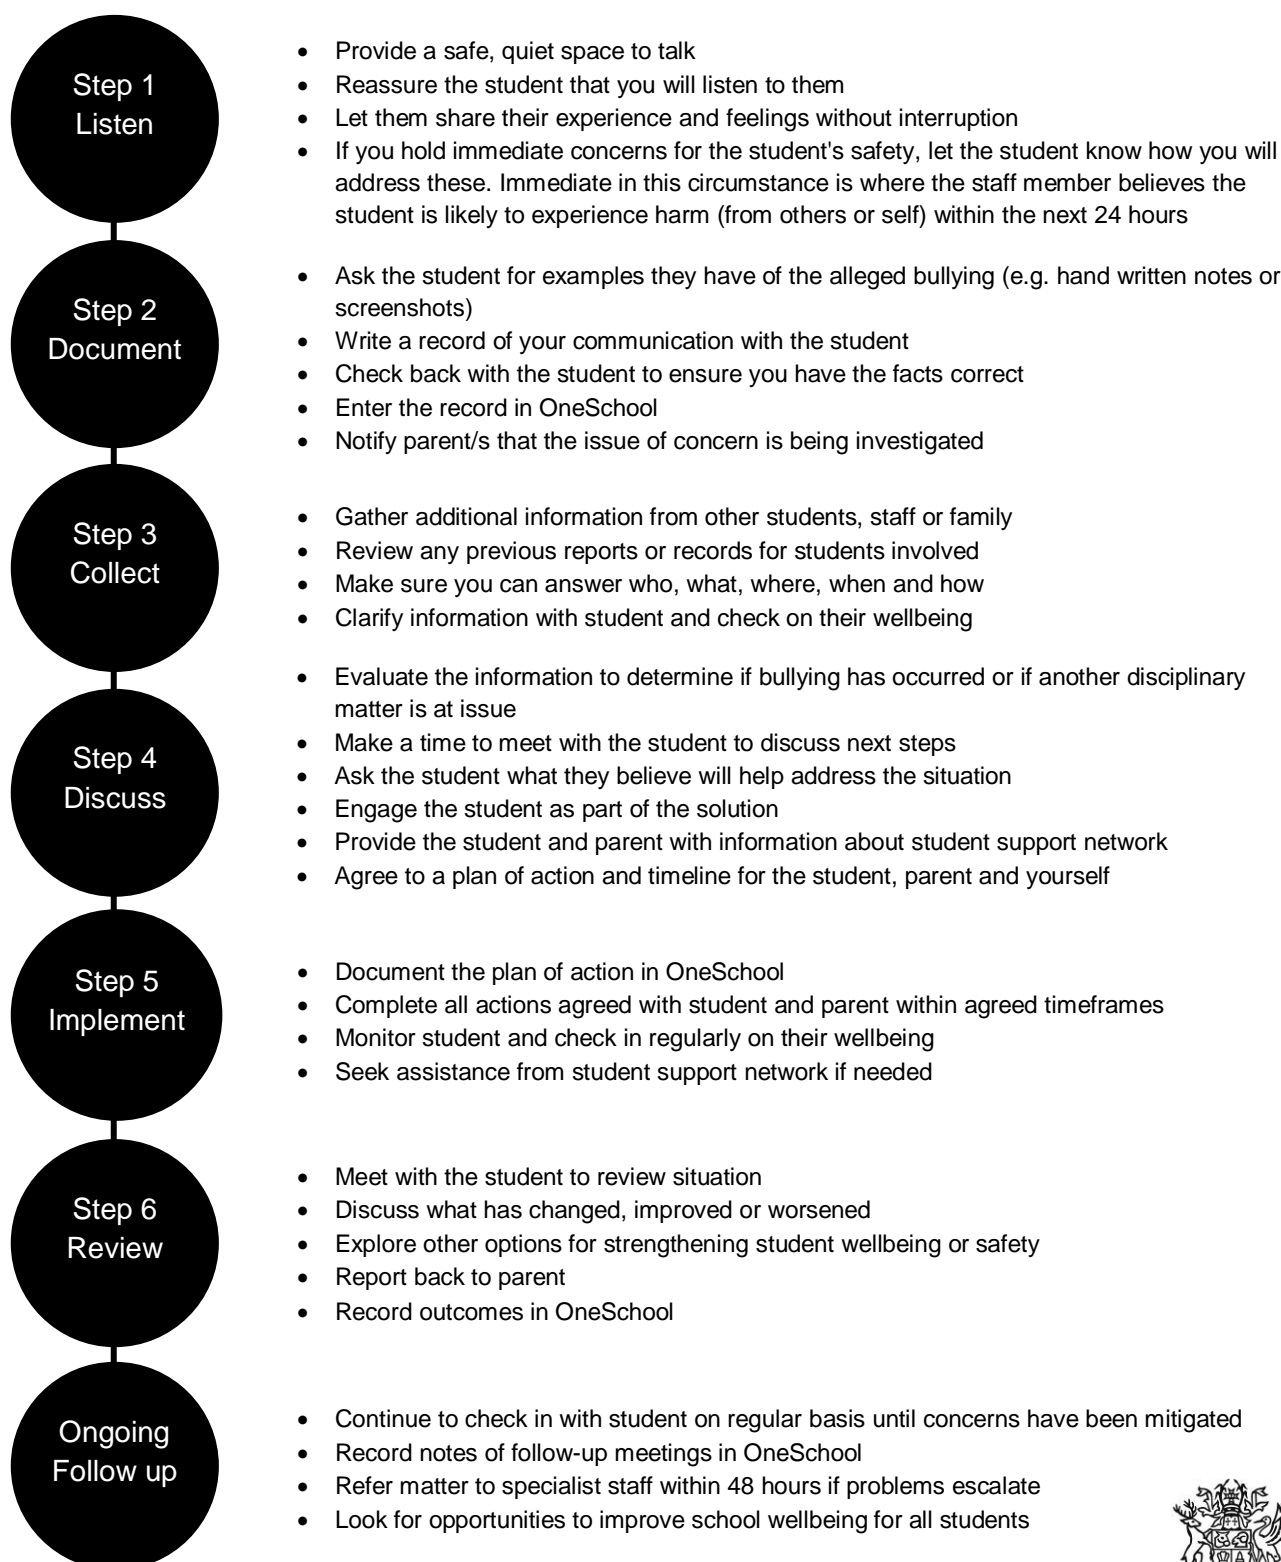 Step 1
Listen
• Provide a safe, quiet space to talk
• Reassure the student that you will listen to them
• Let them share their experience and feelings without interruption
• If you hold immediate concerns for the student's safety, let the student know how you will
address these. Immediate in this circumstance is where the staff member believes the
student is likely to experience harm (from others or self) within the next 24 hours
Step 2
Document
• Ask the student for examples they have of the alleged bullying (e.g. hand written notes or
screenshots)
• Write a record of your communication with the student
• Check back with the student to ensure you have the facts correct
• Enter the record in OneSchool
• Notify parent/s that the issue of concern is being investigated
Step 3
Collect
• Gather additional information from other students, staff or family
• Review any previous reports or records for students involved
• Make sure you can answer who, what, where, when and how
• Clarify information with student and check on their wellbeing
Step 4
Discuss
• Evaluate the information to determine if bullying has occurred or if another disciplinary
matter is at issue
• Make a time to meet with the student to discuss next steps
• Ask the student what they believe will help address the situation
• Engage the student as part of the solution
• Provide the student and parent with information about student support network
• Agree to a plan of action and timeline for the student, parent and yourself
Step 5
Implement
• Document the plan of action in OneSchool
• Complete all actions agreed with student and parent within agreed timeframes
• Monitor student and check in regularly on their wellbeing
• Seek assistance from student support network if needed
Step 6
Review
• Meet with the student to review situation
• Discuss what has changed, improved or worsened
• Explore other options for strengthening student wellbeing or safety
• Report back to parent
• Record outcomes in OneSchool
Ongoing
Follow up
• Continue to check in with student on regular basis until concerns have been mitigated
• Record notes of follow-up meetings in OneSchool
• Refer matter to specialist staff within 48 hours if problems escalate
• Look for opportunities to improve school wellbeing for all students